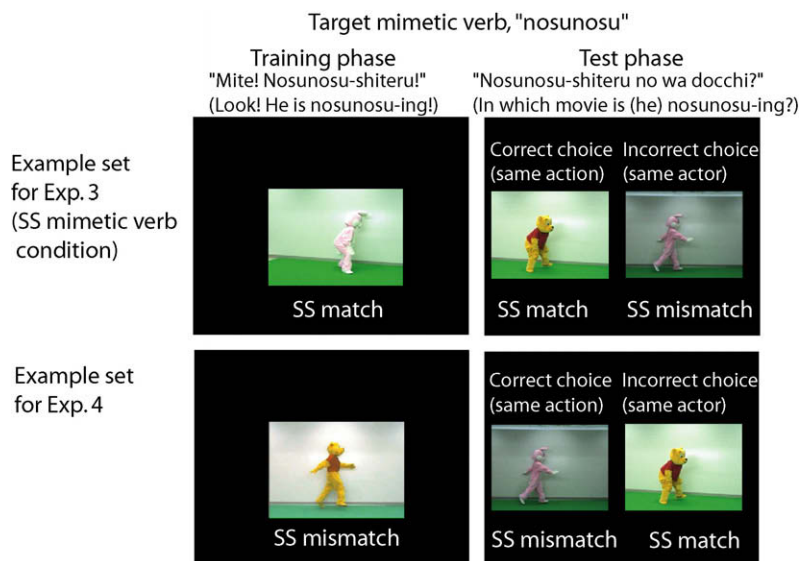 Target mimetic verb, "nosunosu"
Training phase
"Mite! Nosunosu-shiteru!"
(Look! He is nosunosu-ing!)
Test phase
"Nosunosu-shiteru no wa docchi?"
(In which movie is (he) nosunosu-ing?)
Example set
for Exp. 3
(SS mimetic verb
condition)
SS match
Correct choice
(same action)
Incorrect choice
(same actor)
SS match
SS mismatch
Example set
for Exp. 4
SS mismatch
Correct choice
(same action)
Incorrect choice
(same actor)
SS mismatch
SS match